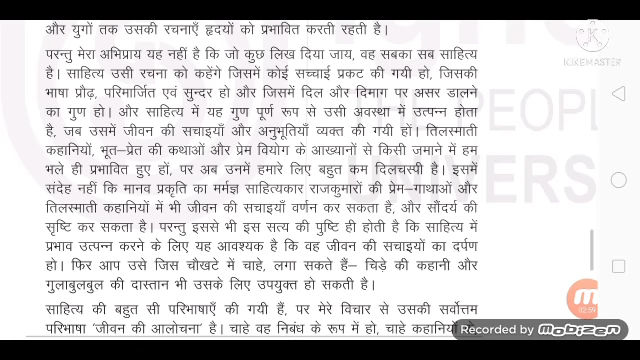 और युगों तक उसकी रचनाएँ हृदयों को प्रभावित करती रहती है।
परन्तु मेरा अभिप्राय यह नहीं है कि जो कुछ लिख दिया जाय, वह सबका सब साहित्य
है। साहित्य उसी रचना को कहेंगे जिसमें कोई सच्चाई प्रकट की गयी हो, जिसकी
भाषा प्रौढ़, परिमार्जित एवं सुन्दर हो और जिसमें दिल और दिमाग पर असर डालने
का गुण हो। और साहित्य में यह गुण पूर्ण रूप से उसी अवस्था में उत्पन्न होता
है, जब उसमें जीवन की सचाइयाँ और अनुभूतियाँ व्यक्त की गयी हों। तिलस्माती
कहानियों, भूत-प्रेत की कथाओं और प्रेम वियोग के आख्यानों से किसी जमाने में हम
भले ही प्रभावित हुए हों, पर अब उनमें हमारे लिए बहुत कम दिलचस्पी है। इसमें
संदेह नहीं कि मानव प्रकृति का मर्मज्ञ साहित्यकार राजकुमारों की प्रेम-गाथाओं और
तिलस्माती कहानियों में भी जीवन की सचाइयाँ वर्णन कर सकता है, और सौंदर्य की
सृष्टि कर सकता है। परन्तु इससे भी इस सत्य की पुष्टि ही होती है कि साहित्य में
प्रभाव उत्पन्न करने के लिए यह आवश्यक है कि वह जीवन की सचाइयों का दर्पण
हो। फिर आप उसे जिस चौखटे में चाहे, लगा सकते हैं- चिड़े की कहानी और
गुलाबुलबुल की दास्तान भी उसके लिए उपयुक्त हो सकती है।
साहित्य की बहुत सी परिभाषाएँ की गयी हैं, पर मेरे विचार से उसकी सर्वोत्तम
परिभाषा 'जीवन की आलोचना' है। चाहे वह निबंध के रूप में हो, चाहे कहानियों
PEOPL
UNIVERS
KINEMASTER
02:59
Recorded by mobizen